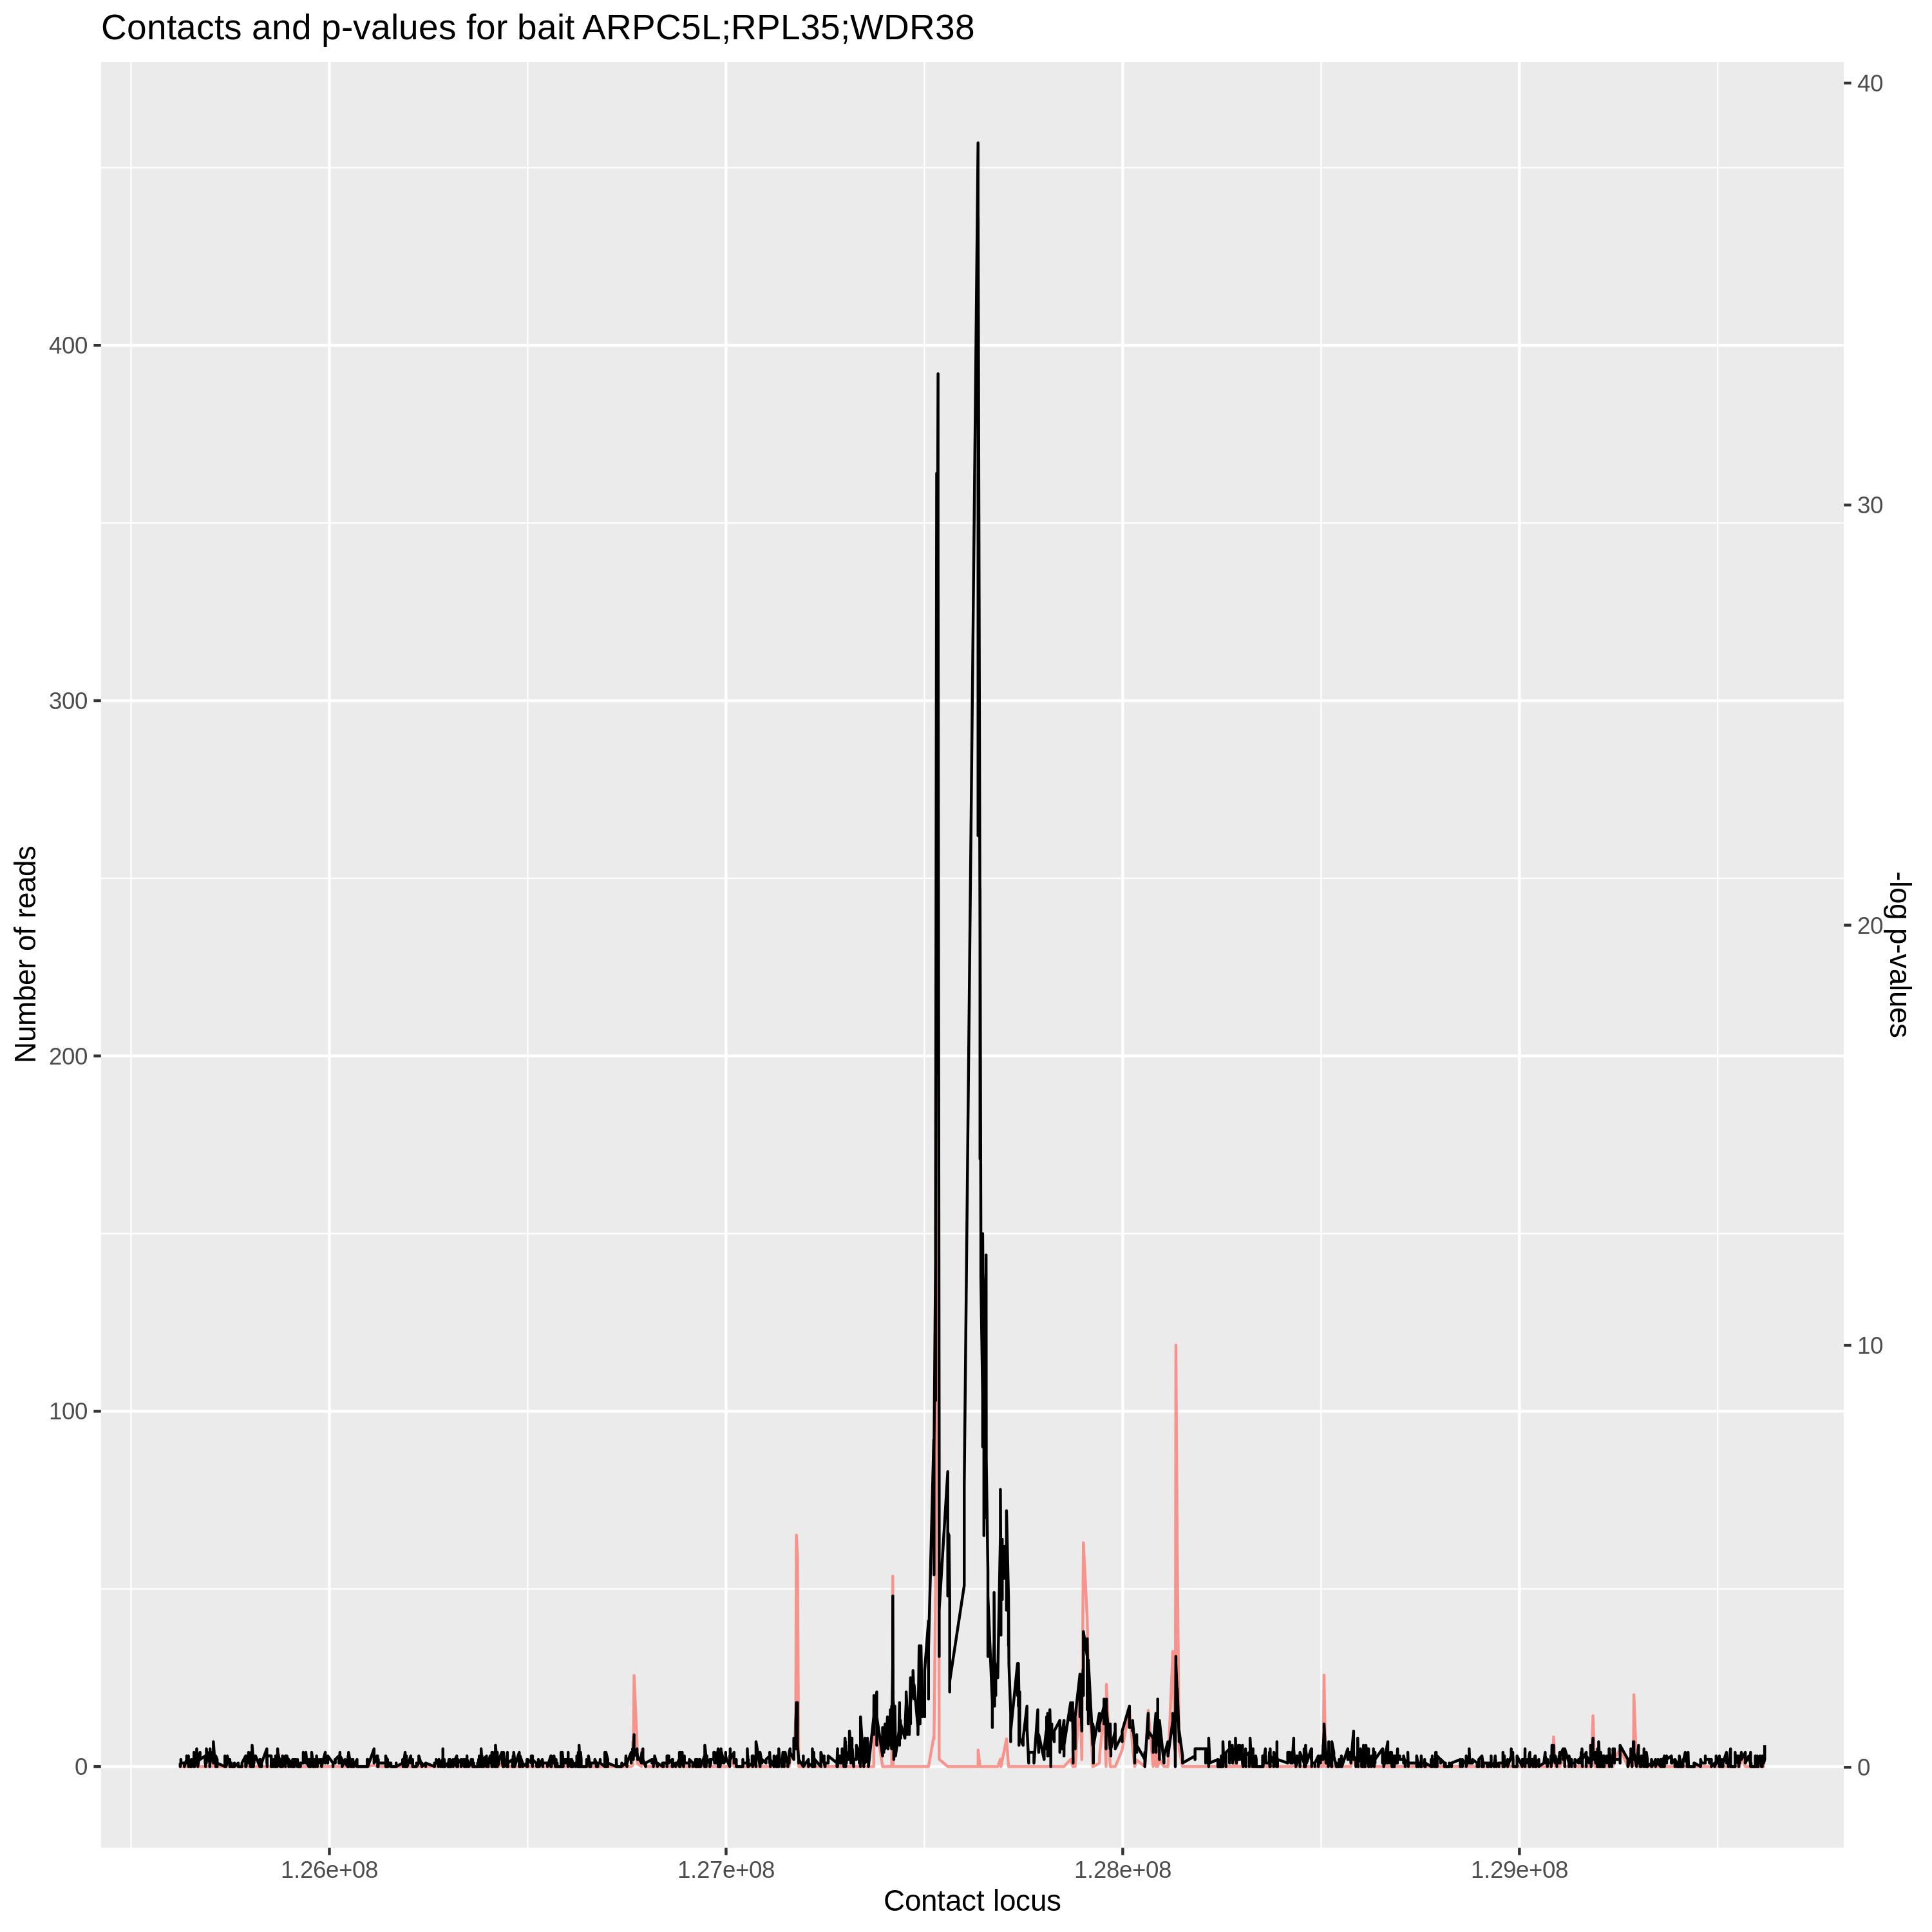 Contacts and p-values for bait ARPC5L;RPL35;WDR38
Number of reads
400
300
200
100
0
40
30
20
10
0
-log p-values
1.26e+08
1.27e+08
1.28e+08
1.29e+08
Contact locus